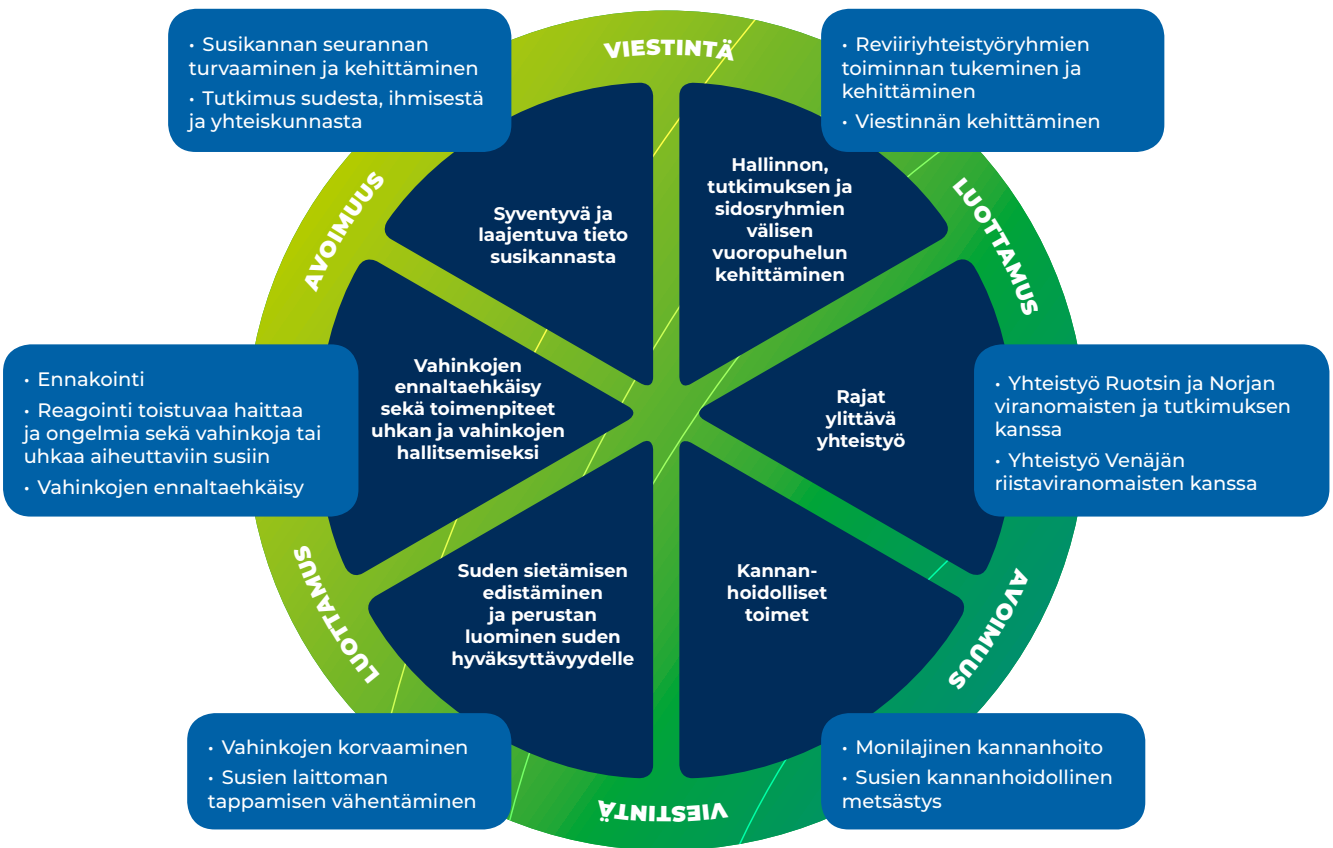 VIESTINTÄ
· Susikannan seurannan
turvaaminen ja kehittäminen
· Tutkimus sudesta, ihmisestä
ja yhteiskunnasta
· Reviiriyhteistyöryhmien
toiminnan tukeminen ja
kehittäminen
· Viestinnän kehittäminen
AVOIMUUS
Syventyvä ja
laajentuva tieto
susikannasta
Hallinnon,
tutkimuksen ja
sidosryhmien
välisen
vuoropuhelun
kehittäminen
LUOTTAMUS
· Ennakointi
· Reagointi toistuvaa haittaa
ja ongelmia sekä vahinkoja tai
uhkaa aiheuttaviin susiin
· Vahinkojen ennaltaehkäisy
Vahinkojen
ennaltaehkäisy
sekä toimenpiteet
uhkan ja vahinkojen
hallitsemiseksi
Rajat
ylittävä
yhteistyö
· Yhteistyö Ruotsin ja Norjan
viranomaisten ja tutkimuksen
kanssa
· Yhteistyö Venäjän
riistaviranomaisten kanssa
LUOTTAMUS
Suden sietämisen
edistäminen
ja perustan
luominen suden
hyväksyttävyydelle
Kannan-
hoidolliset
toimet
AVOIMUUS
· Vahinkojen korvaaminen
· Susien laittoman
tappamisen vähentäminen
· Monilajinen kannanhoito
· Susien kannanhoidollinen
metsästys
VIESTINTÄ